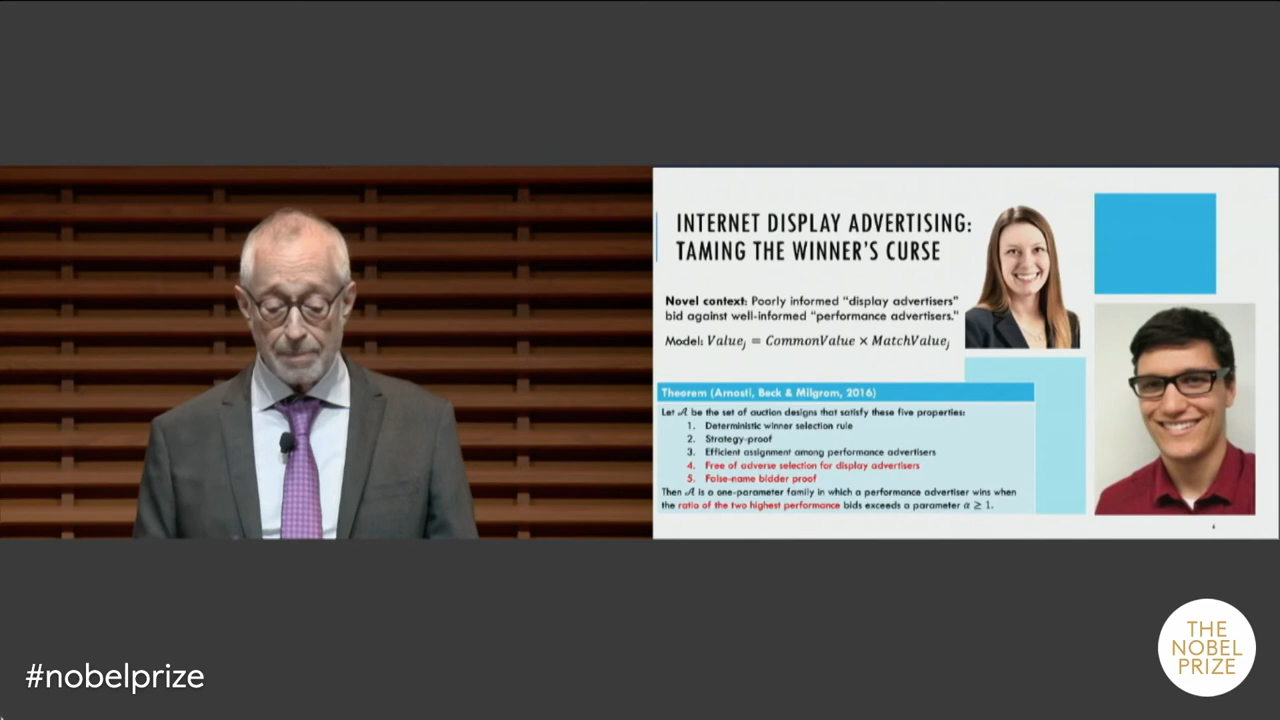 INTERNET DISPLAY ADVERTISING:
TAMING THE WINNER'S CURSE
Novel context: Poorly informed "display advertisers"
bid against well-informed "performance advertisers."
Model: Valueⱼ = CommonValue × MatchValueⱼ
Theorem (Arnosti, Beck & Milgrom, 2016)
Let 𝒜 be the set of auction designs that satisfy these five properties:
1. Deterministic winner selection rule
2. Strategy-proof
3. Efficient assignment among performance advertisers
4. Free of adverse selection for display advertisers
5. False-name bidder proof
Then 𝒜 is a one-parameter family in which a performance advertiser wins when
the ratio of the two highest performance bids exceeds a parameter α ≥ 1.
#nobelprize
THE
NOBEL
PRIZE